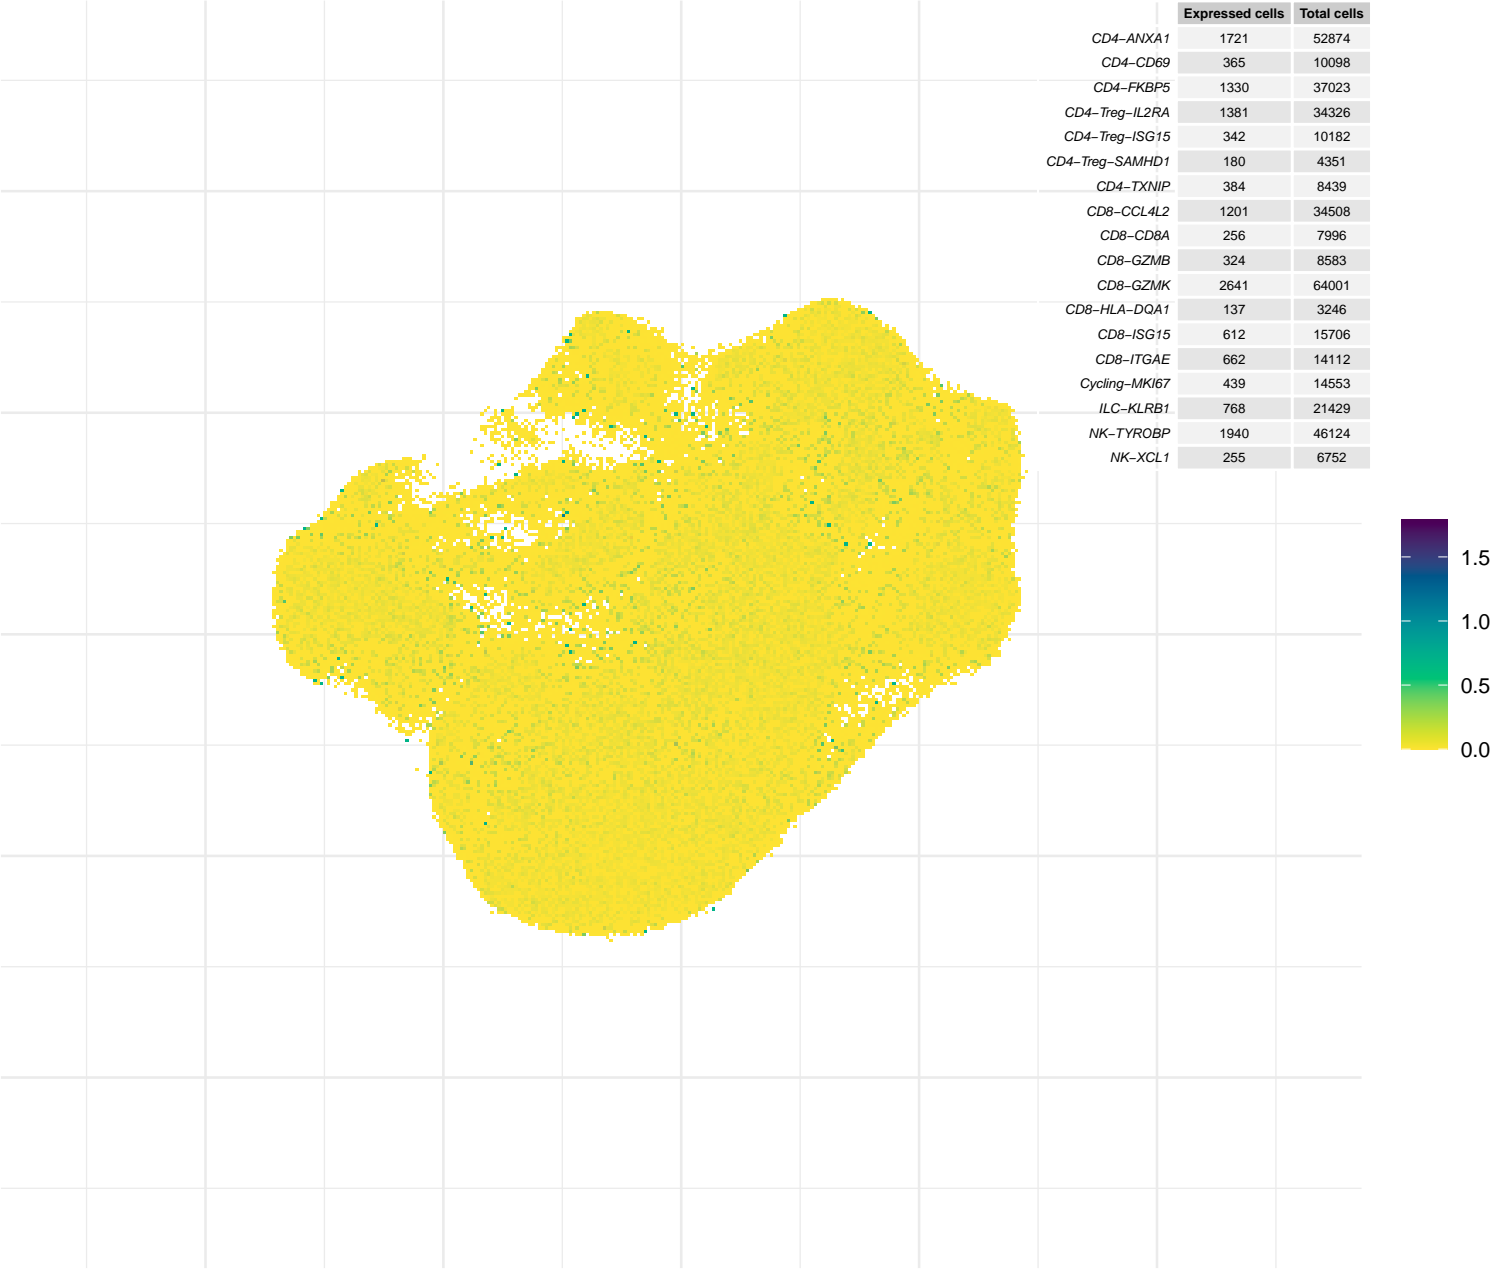 Expressed cells Total cells
CD4−ANXA1 1721 52874
CD4−CD69 365 10098
CD4−FKBP5 1330 37023
CD4−Treg−IL2RA 1381 34326
CD4−Treg−ISG15 342 10182
CD4−Treg−SAMHD1 180 4351
CD4−TXNIP 384 8439
CD8−CCL4L2 1201 34508
CD8−CD8A 256 7996
CD8−GZMB 324 8583
CD8−GZMK 2641 64001
CD8−HLA−DQA1 137 3246
CD8−ISG15 612 15706
CD8−ITGAE 662 14112
Cycling−MKI67 439 14553
ILC−KLRB1 768 21429
NK−TYROBP 1940 46124
NK−XCL1 255 6752
1.5
1.0
0.5
0.0